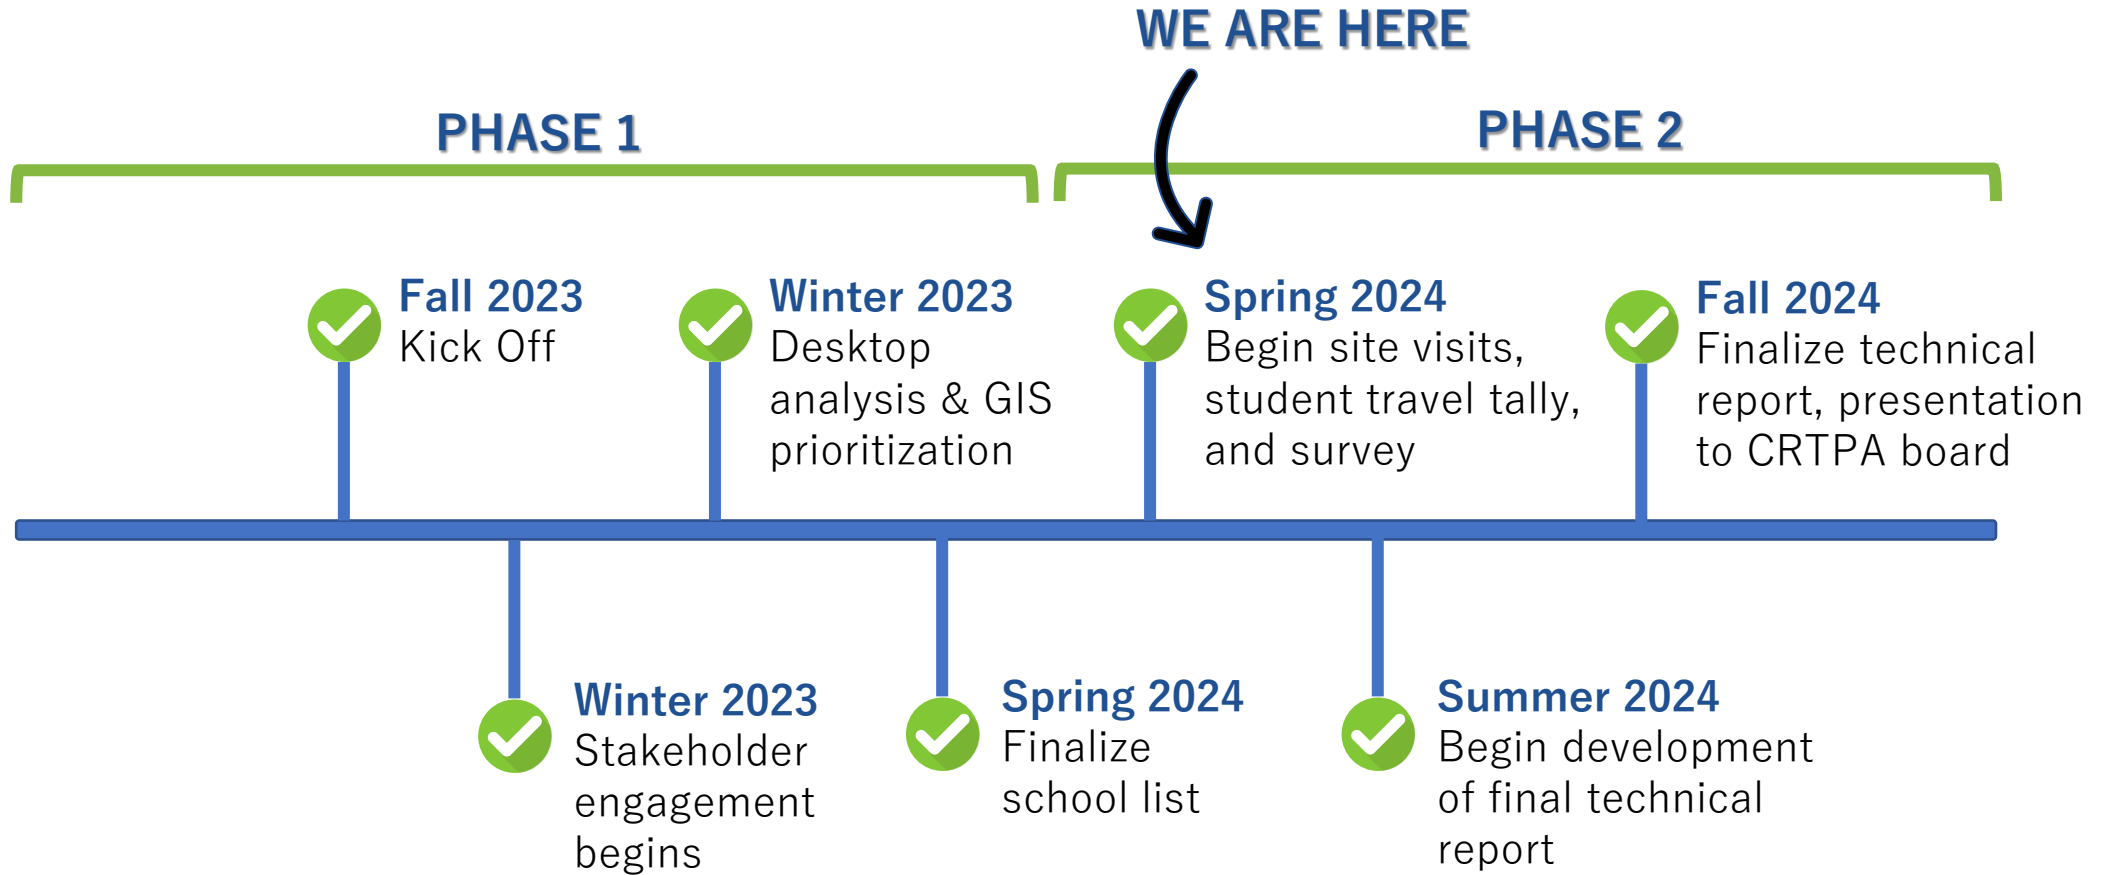 WE ARE HERE
PHASE 1
PHASE 2
Fall 2023
Kick Off
Winter 2023
Desktop
analysis & GIS
prioritization
Spring 2024
Begin site visits,
student travel tally,
and survey
Fall 2024
Finalize technical
report, presentation
to CRTPA board
Winter 2023
Stakeholder
engagement
begins
Spring 2024
Finalize
school list
Summer 2024
Begin development
of final technical
report